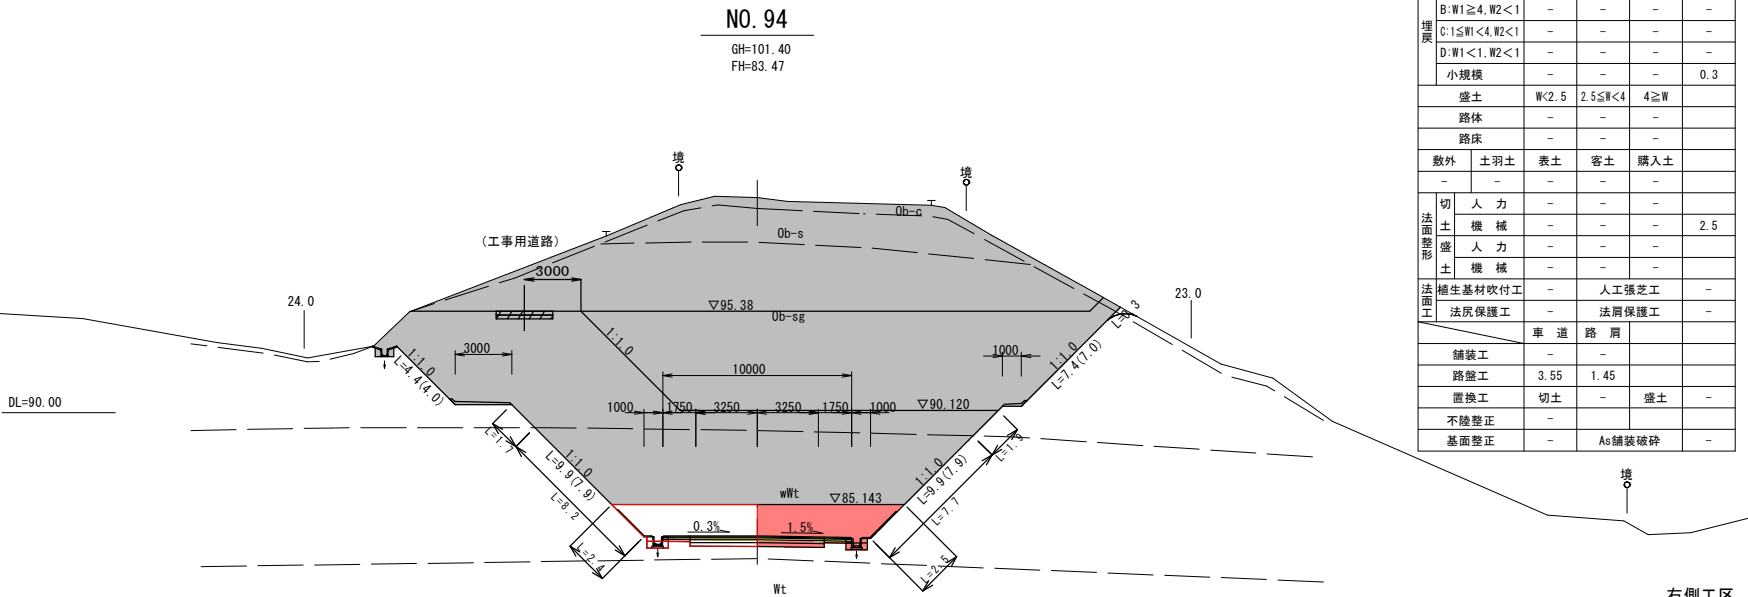 NO. 94
GH=101.40
FH=83.47
境
境
Ob-c
Ob-s
(工事用道路)
3000
24.0
▽95.38
Ob-sg
23.0
L=3.3
1:1.0
1:1.0
L=4.4(4.0)
3000
1000
1:1.0
L=7.4(7.0)
10000
DL=90.00
1000
1750
3250
3250
1750
1000
▽90.120
L=1.7
1:1.0
L=9.9(7.9)
L=8.2
L=1.9
1:1.0
L=9.9(7.9)
L=7.7
wWt
▽85.143
0.3%
1.5%
L=2.4
L=2.5
Wt
境
埋戻
B:W1≧4,W2<1 - - - -
C:1≦W1<4,W2<1 - - - -
D:W1<1,W2<1 - - - -
小規模 - - - 0.3
盛土 W<2.5 2.5≦W<4 4≧W
路体 - - -
路床 - - -
敷外 土羽土 表土 客土 購入土
- - - - -
法面整形
切土 人 力 - - -
機 械 - - - 2.5
盛土 人 力 - - -
機 械 - - -
法面工
植生基材吹付工 - 人工張芝工 -
法尻保護工 - 法肩保護工 -
車 道 路 肩
舗装工 - -
路盤工 3.55 1.45
置換工 切土 - 盛土 -
不陸整正 -
基面整正 - As舗装破砕 -
右側工区